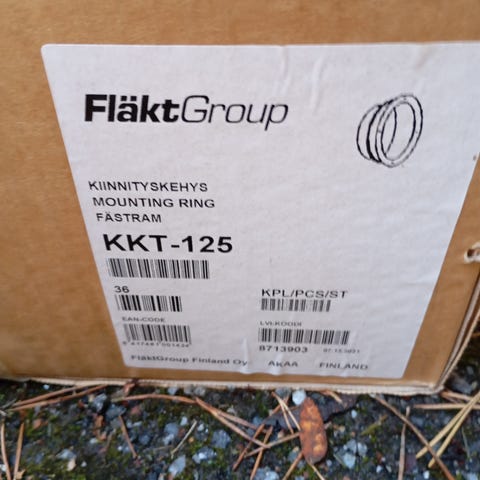 FläktGroup
KIINNITYSKEHYS
MOUNTING RING
FÄSTRAM
KKT-125
36 KPL/PCS/ST
EAN-CODE LVI-KOODI
8713903
FläktGroup Finland Oy AKAA FINLAND